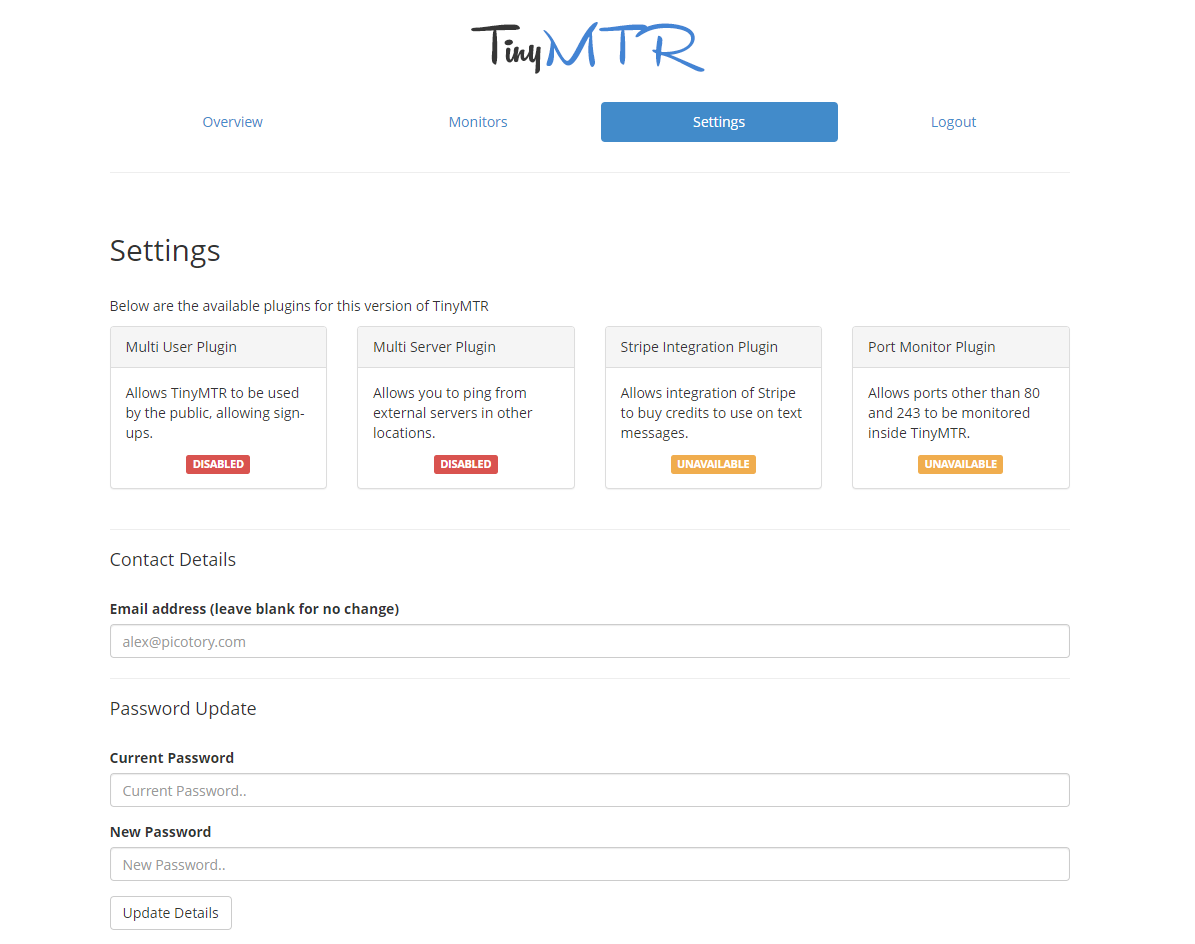 TinyMTR
Overview Monitors Settings Logout
Settings
Below are the available plugins for this version of TinyMTR
Multi User Plugin
Allows TinyMTR to be used
by the public, allowing sign-
ups.
DISABLED
Multi Server Plugin
Allows you to ping from
external servers in other
locations.
DISABLED
Stripe Integration Plugin
Allows integration of Stripe
to buy credits to use on text
messages.
UNAVAILABLE
Port Monitor Plugin
Allows ports other than 80
and 243 to be monitored
inside TinyMTR.
UNAVAILABLE
Contact Details
Email address (leave blank for no change)
alex@picotory.com
Password Update
Current Password
Current Password..
New Password
New Password..
Update Details